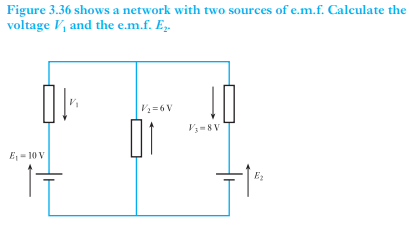 Figure 3.36 shows a network with two sources of e.m.f. Calculate the
voltage V₁ and the e.m.f. E₂.
V₁
V₂ = 6 V
V₃ = 8 V
E₁ = 10 V
E₂